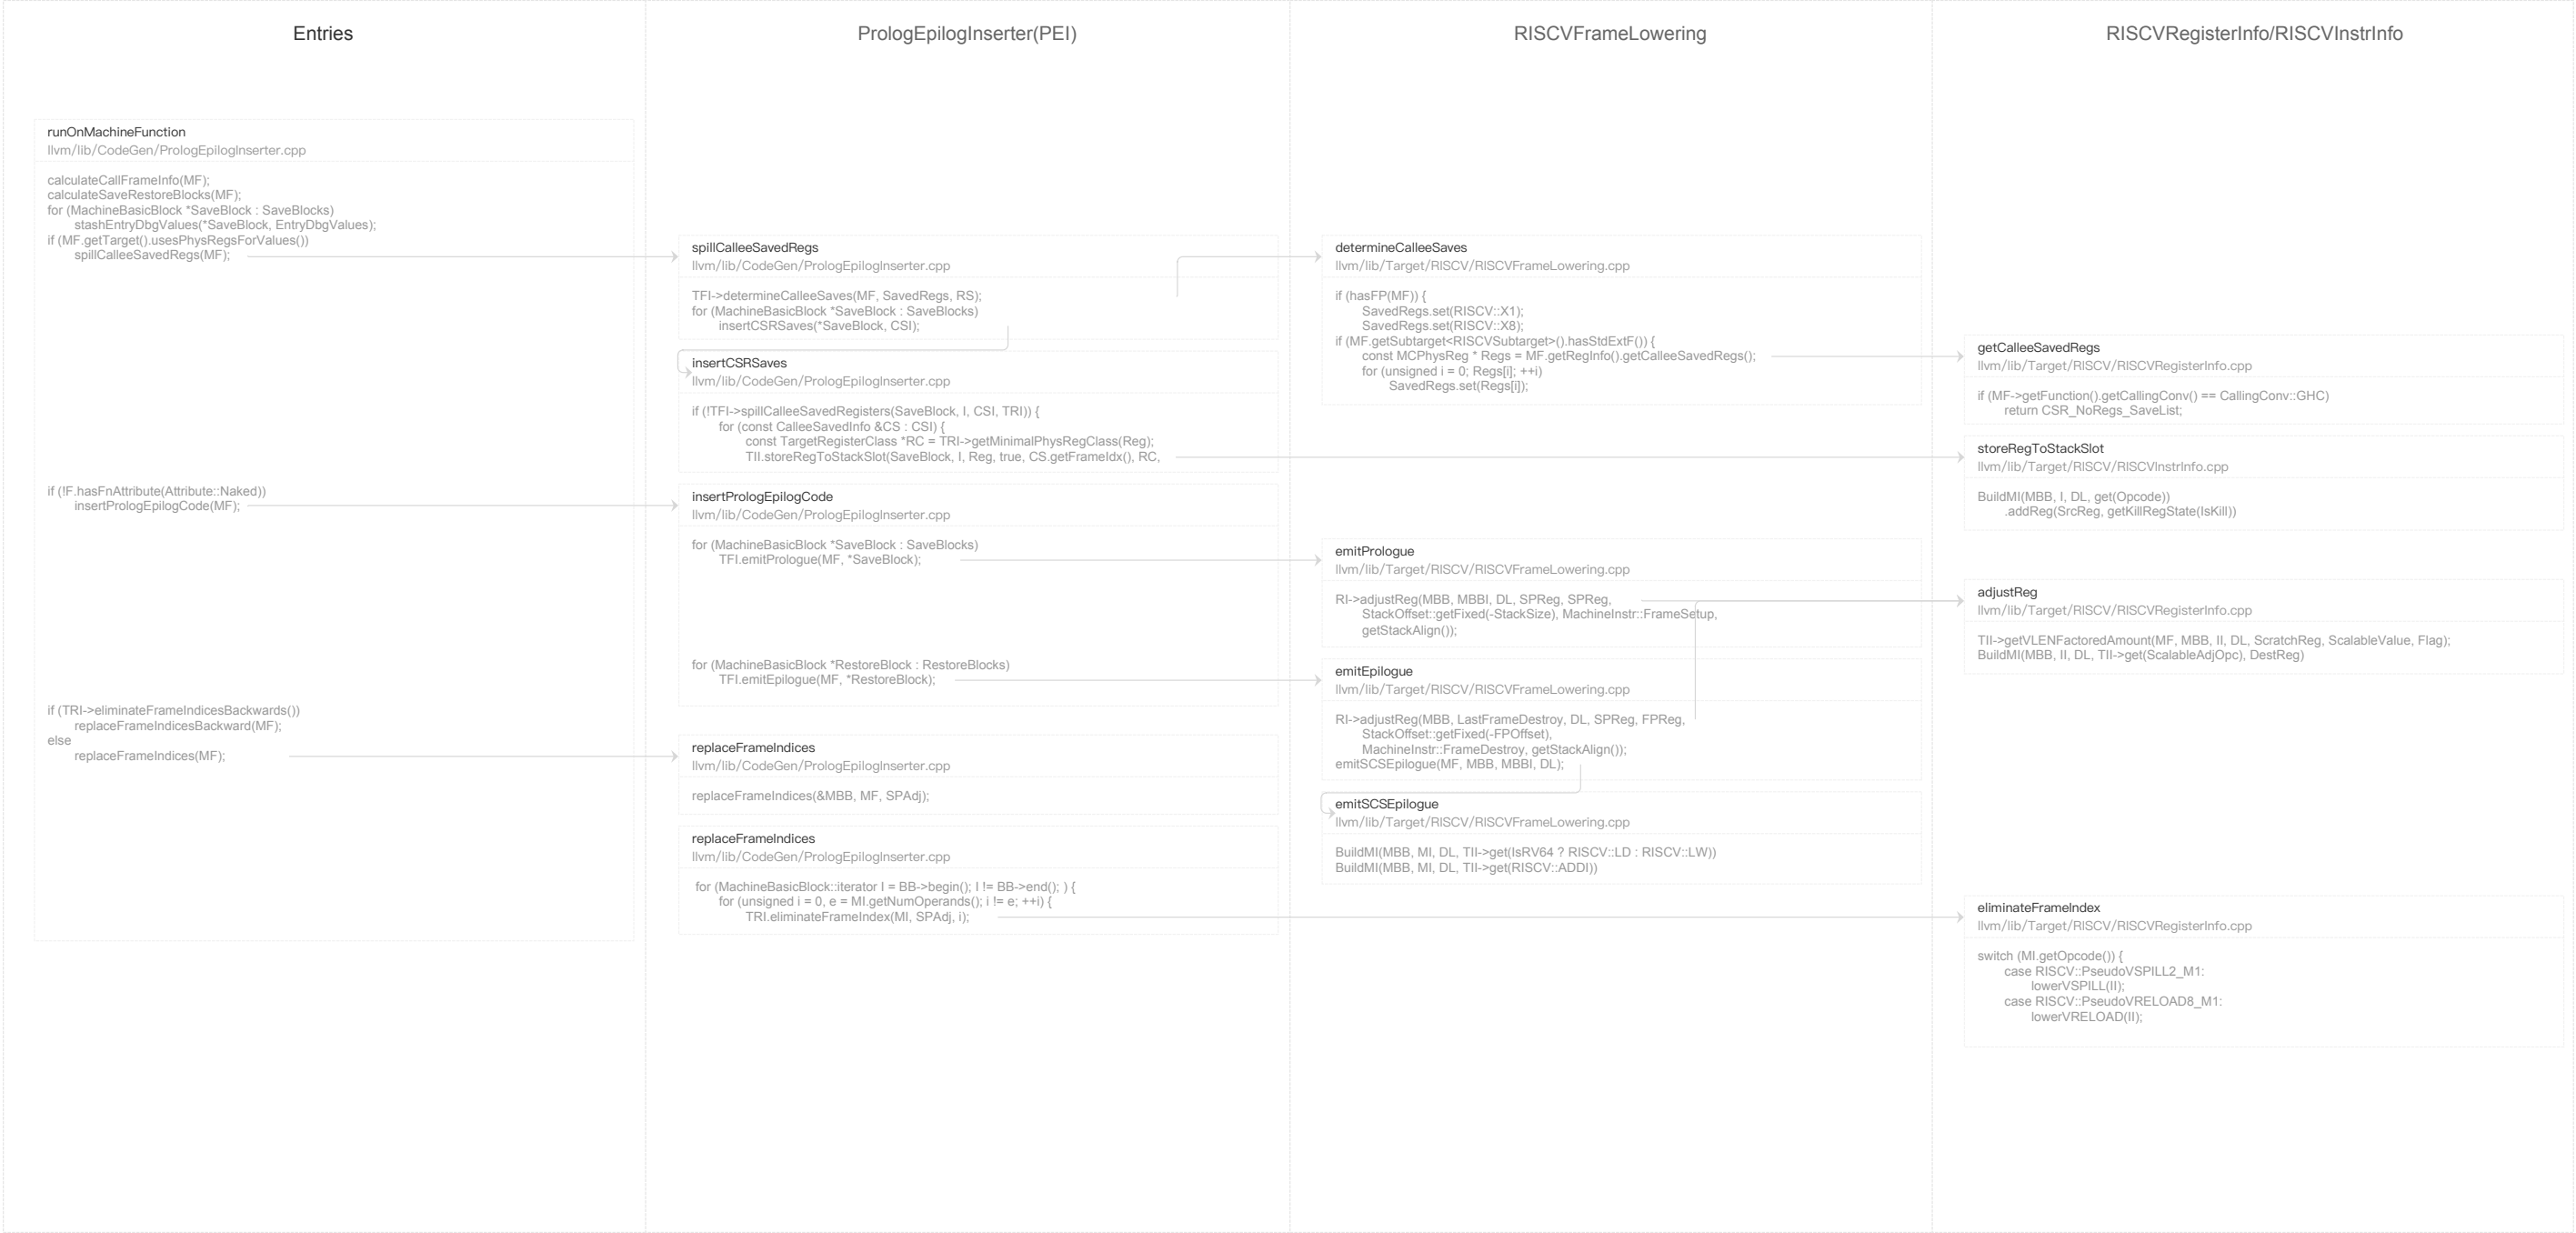 Entries
runOnMachineFunction
llvm/lib/CodeGen/PrologEpilogInserter.cpp
calculateCallFrameInfo(MF);
calculateSaveRestoreBlocks(MF);
for (MachineBasicBlock *SaveBlock : SaveBlocks)
stashEntryDbgValues(*SaveBlock, EntryDbgValues);
if (MF.getTarget().usesPhysRegsForValues())
spillCalleeSavedRegs(MF);
if (!F.hasFnAttribute(Attribute::Naked))
insertPrologEpilogCode(MF);
if (TRI->eliminateFrameIndicesBackwards())
replaceFrameIndicesBackward(MF);
else
replaceFrameIndices(MF);
PrologEpilogInserter(PEI)
spillCalleeSavedRegs
llvm/lib/CodeGen/PrologEpilogInserter.cpp
TFI->determineCalleeSaves(MF, SavedRegs, RS);
for (MachineBasicBlock *SaveBlock : SaveBlocks)
insertCSRSaves(*SaveBlock, CSI);
insertCSRSaves
llvm/lib/CodeGen/PrologEpilogInserter.cpp
if (!TFI->spillCalleeSavedRegisters(SaveBlock, I, CSI, TRI)) {
for (const CalleeSavedInfo &CS : CSI) {
const TargetRegisterClass *RC = TRI->getMinimalPhysRegClass(Reg);
TII.storeRegToStackSlot(SaveBlock, I, Reg, true, CS.getFrameIdx(), RC,
insertPrologEpilogCode
llvm/lib/CodeGen/PrologEpilogInserter.cpp
for (MachineBasicBlock *SaveBlock : SaveBlocks)
TFI.emitPrologue(MF, *SaveBlock);
for (MachineBasicBlock *RestoreBlock : RestoreBlocks)
TFI.emitEpilogue(MF, *RestoreBlock);
replaceFrameIndices
llvm/lib/CodeGen/PrologEpilogInserter.cpp
replaceFrameIndices(&MBB, MF, SPAdj);
replaceFrameIndices
llvm/lib/CodeGen/PrologEpilogInserter.cpp
for (MachineBasicBlock::iterator I = BB->begin(); I != BB->end(); ) {
for (unsigned i = 0, e = MI.getNumOperands(); i != e; ++i) {
TRI.eliminateFrameIndex(MI, SPAdj, i);
RISCVFrameLowering
determineCalleeSaves
llvm/lib/Target/RISCV/RISCVFrameLowering.cpp
if (hasFP(MF)) {
SavedRegs.set(RISCV::X1);
SavedRegs.set(RISCV::X8);
if (MF.getSubtarget<RISCVSubtarget>().hasStdExtF()) {
const MCPhysReg * Regs = MF.getRegInfo().getCalleeSavedRegs();
for (unsigned i = 0; Regs[i]; ++i)
SavedRegs.set(Regs[i]);
emitPrologue
llvm/lib/Target/RISCV/RISCVFrameLowering.cpp
RI->adjustReg(MBB, MBBI, DL, SPReg, SPReg,
StackOffset::getFixed(-StackSize), MachineInstr::FrameSetup,
getStackAlign());
emitEpilogue
llvm/lib/Target/RISCV/RISCVFrameLowering.cpp
RI->adjustReg(MBB, LastFrameDestroy, DL, SPReg, FPReg,
StackOffset::getFixed(-FPOffset),
MachineInstr::FrameDestroy, getStackAlign());
emitSCSEpilogue(MF, MBB, MBBI, DL);
emitSCSEpilogue
llvm/lib/Target/RISCV/RISCVFrameLowering.cpp
BuildMI(MBB, MI, DL, TII->get(IsRV64 ? RISCV::LD : RISCV::LW))
BuildMI(MBB, MI, DL, TII->get(RISCV::ADDI))
RISCVRegisterInfo/RISCVInstrInfo
getCalleeSavedRegs
llvm/lib/Target/RISCV/RISCVRegisterInfo.cpp
if (MF->getFunction().getCallingConv() == CallingConv::GHC)
return CSR_NoRegs_SaveList;
storeRegToStackSlot
llvm/lib/Target/RISCV/RISCVInstrInfo.cpp
BuildMI(MBB, I, DL, get(Opcode))
.addReg(SrcReg, getKillRegState(IsKill))
adjustReg
llvm/lib/Target/RISCV/RISCVRegisterInfo.cpp
TII->getVLENFactoredAmount(MF, MBB, II, DL, ScratchReg, ScalableValue, Flag);
BuildMI(MBB, II, DL, TII->get(ScalableAdjOpc), DestReg)
eliminateFrameIndex
llvm/lib/Target/RISCV/RISCVRegisterInfo.cpp
switch (MI.getOpcode()) {
case RISCV::PseudoVSPILL2_M1:
lowerVSPILL(II);
case RISCV::PseudoVRELOAD8_M1:
lowerVRELOAD(II);